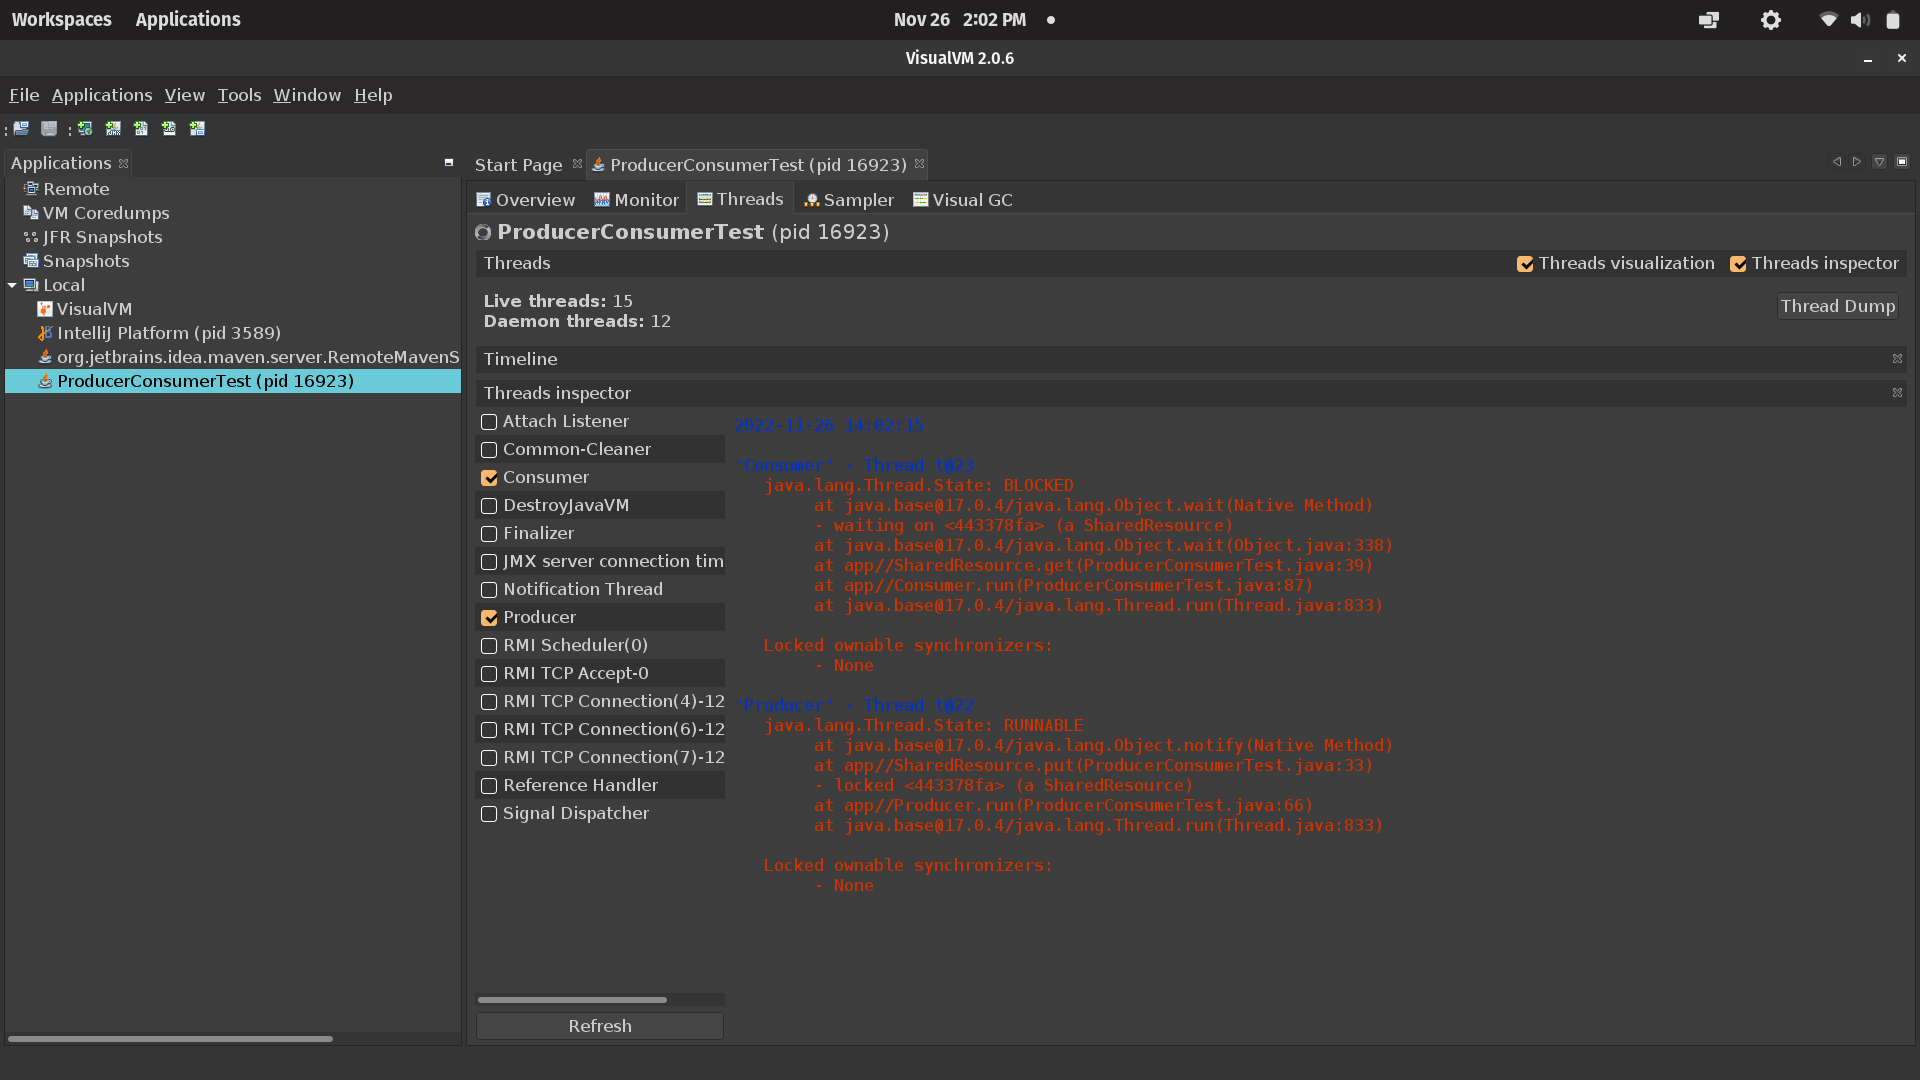 Workspaces Applications Nov 26 2:02 PM
VisualVM 2.0.6
File Applications View Tools Window Help
Applications
Start Page ProducerConsumerTest (pid 16923)
Remote
VM Coredumps
JFR Snapshots
Snapshots
Local
VisualVM
IntelliJ Platform (pid 3589)
org.jetbrains.idea.maven.server.RemoteMavenS
ProducerConsumerTest (pid 16923)
Overview Monitor Threads Sampler Visual GC
ProducerConsumerTest (pid 16923)
Threads Threads visualization Threads inspector
Live threads: 15
Daemon threads: 12
Thread Dump
Timeline
Threads inspector
Attach Listener
Common-Cleaner
Consumer
DestroyJavaVM
Finalizer
JMX server connection tim
Notification Thread
Producer
RMI Scheduler(0)
RMI TCP Accept-0
RMI TCP Connection(4)-12
RMI TCP Connection(6)-12
RMI TCP Connection(7)-12
Reference Handler
Signal Dispatcher
Refresh
2022-11-26 14:02:15
"Consumer" - Thread t@23
java.lang.Thread.State: BLOCKED
at java.base@17.0.4/java.lang.Object.wait(Native Method)
- waiting on <443378fa> (a SharedResource)
at java.base@17.0.4/java.lang.Object.wait(Object.java:338)
at app//SharedResource.get(ProducerConsumerTest.java:39)
at app//Consumer.run(ProducerConsumerTest.java:87)
at java.base@17.0.4/java.lang.Thread.run(Thread.java:833)
Locked ownable synchronizers:
- None
"Producer" - Thread t@22
java.lang.Thread.State: RUNNABLE
at java.base@17.0.4/java.lang.Object.notify(Native Method)
at app//SharedResource.put(ProducerConsumerTest.java:33)
- locked <443378fa> (a SharedResource)
at app//Producer.run(ProducerConsumerTest.java:66)
at java.base@17.0.4/java.lang.Thread.run(Thread.java:833)
Locked ownable synchronizers:
- None